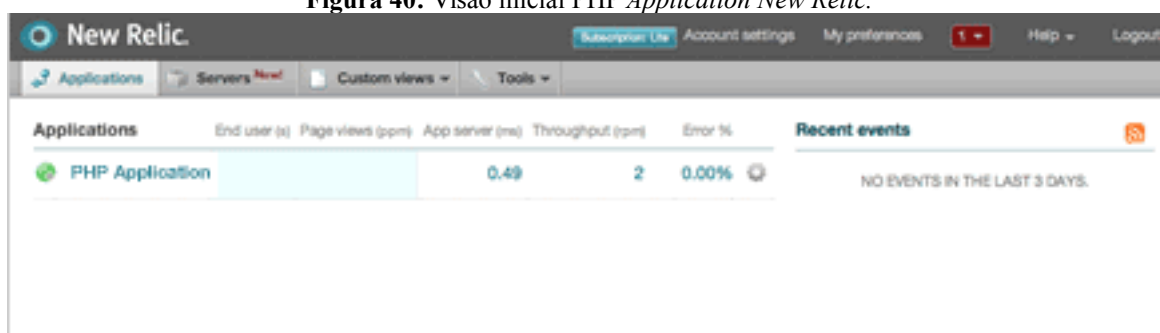 Figura 40: Visão inicial PHP Application New Relic.
New Relic. Subscription: Lite Account settings My preferences 1 Help Logout
Applications Servers New! Custom views Tools
Applications End user (s) Page views (ppm) App server (ms) Throughput (rpm) Error % Recent events
PHP Application 0.49 2 0.00% NO EVENTS IN THE LAST 3 DAYS.